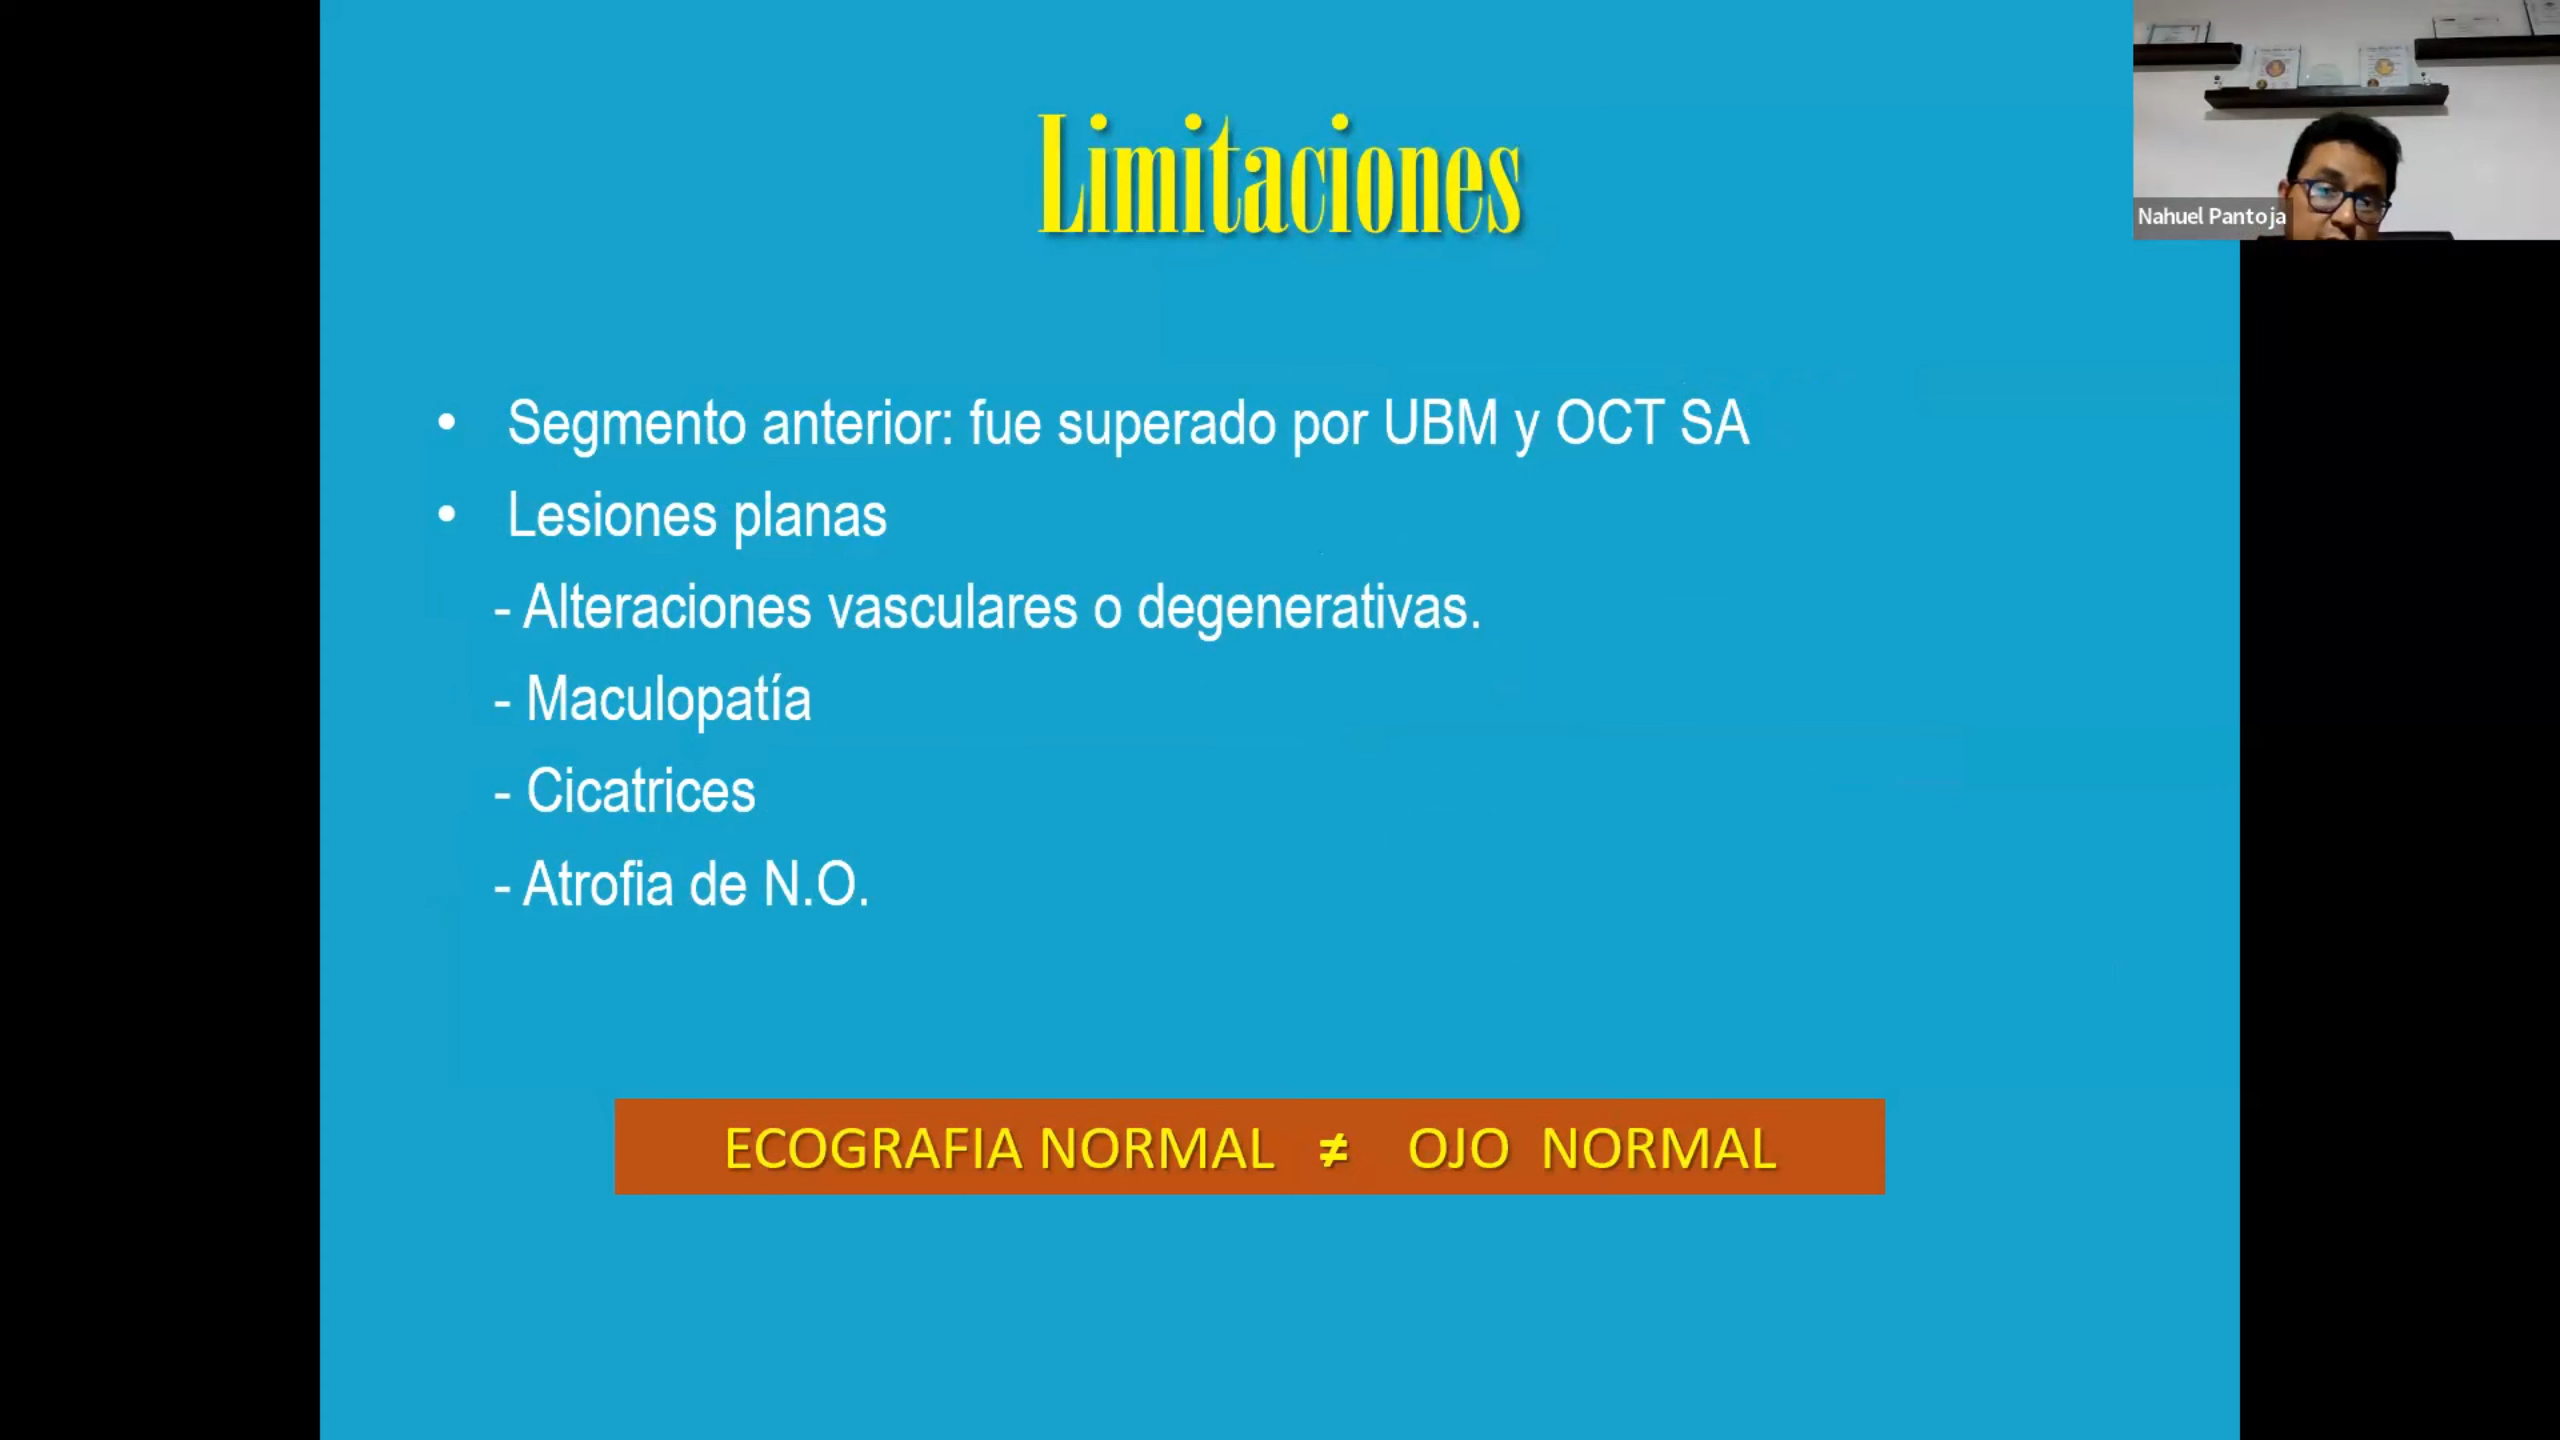 Limitaciones
Nahuel Pantoja
• Segmento anterior: fue superado por UBM y OCT SA
• Lesiones planas
- Alteraciones vasculares o degenerativas.
- Maculopatía
- Cicatrices
- Atrofia de N.O.
ECOGRAFIA NORMAL ≠ OJO NORMAL